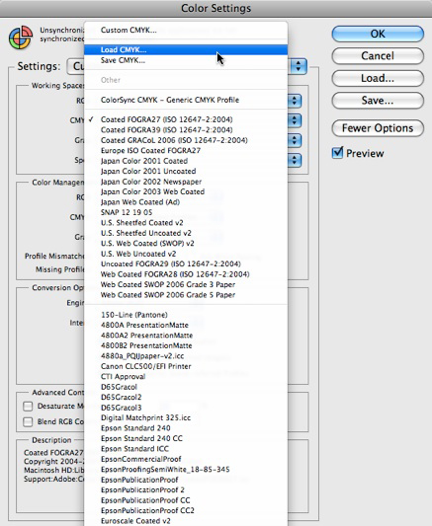 Color Settings
Unsynchroniz
synchronized
Settings: Cu
Working Spaces
CMY
Gra
Color Manageme
CMY
Gra
Profile Mismatche
Missing Profile
Conversion Opt
Engin
Inte
Advanced Cont
Desaturate M
Blend RGB Co
Description
Coated FOGRA27
Copyright 2004-
Macintosh HD:Lib
Support:Adobe:C
Custom CMYK...
Load CMYK...
Save CMYK...
Other
ColorSync CMYK - Generic CMYK Profile
✓ Coated FOGRA27 (ISO 12647-2:2004)
Coated FOGRA39 (ISO 12647-2:2004)
Coated GRACoL 2006 (ISO 12647-2:2004)
Europe ISO Coated FOGRA27
Japan Color 2001 Coated
Japan Color 2001 Uncoated
Japan Color 2002 Newspaper
Japan Color 2003 Web Coated
Japan Web Coated (Ad)
SNAP 12 19 05
U.S. Sheetfed Coated v2
U.S. Sheetfed Uncoated v2
U.S. Web Coated (SWOP) v2
U.S. Web Uncoated v2
Uncoated FOGRA29 (ISO 12647-2:2004)
Web Coated FOGRA28 (ISO 12647-2:2004)
Web Coated SWOP 2006 Grade 3 Paper
Web Coated SWOP 2006 Grade 5 Paper
150-Line (Pantone)
4800A PresentationMatte
4800A2 PresentationMatte
4800B2 PresentationMatte
4880a_PQIJpaper-v2.icc
Canon CLC500/EFI Printer
CTI Approval
D65Gracol
D65Gracol2
D65Gracol3
Digital Matchprint 325.icc
Epson Standard 240
Epson Standard 240 CC
Epson Standard ICC
EpsonCommercialProof
EpsonProofingSemiWhite_18-85-345
EpsonPublicationProof
EpsonPublicationProof 2
EpsonPublicationProof CC
EpsonPublicationProof CC2
Euroscale Coated v2
OK
Cancel
Load...
Save...
Fewer Options
Preview